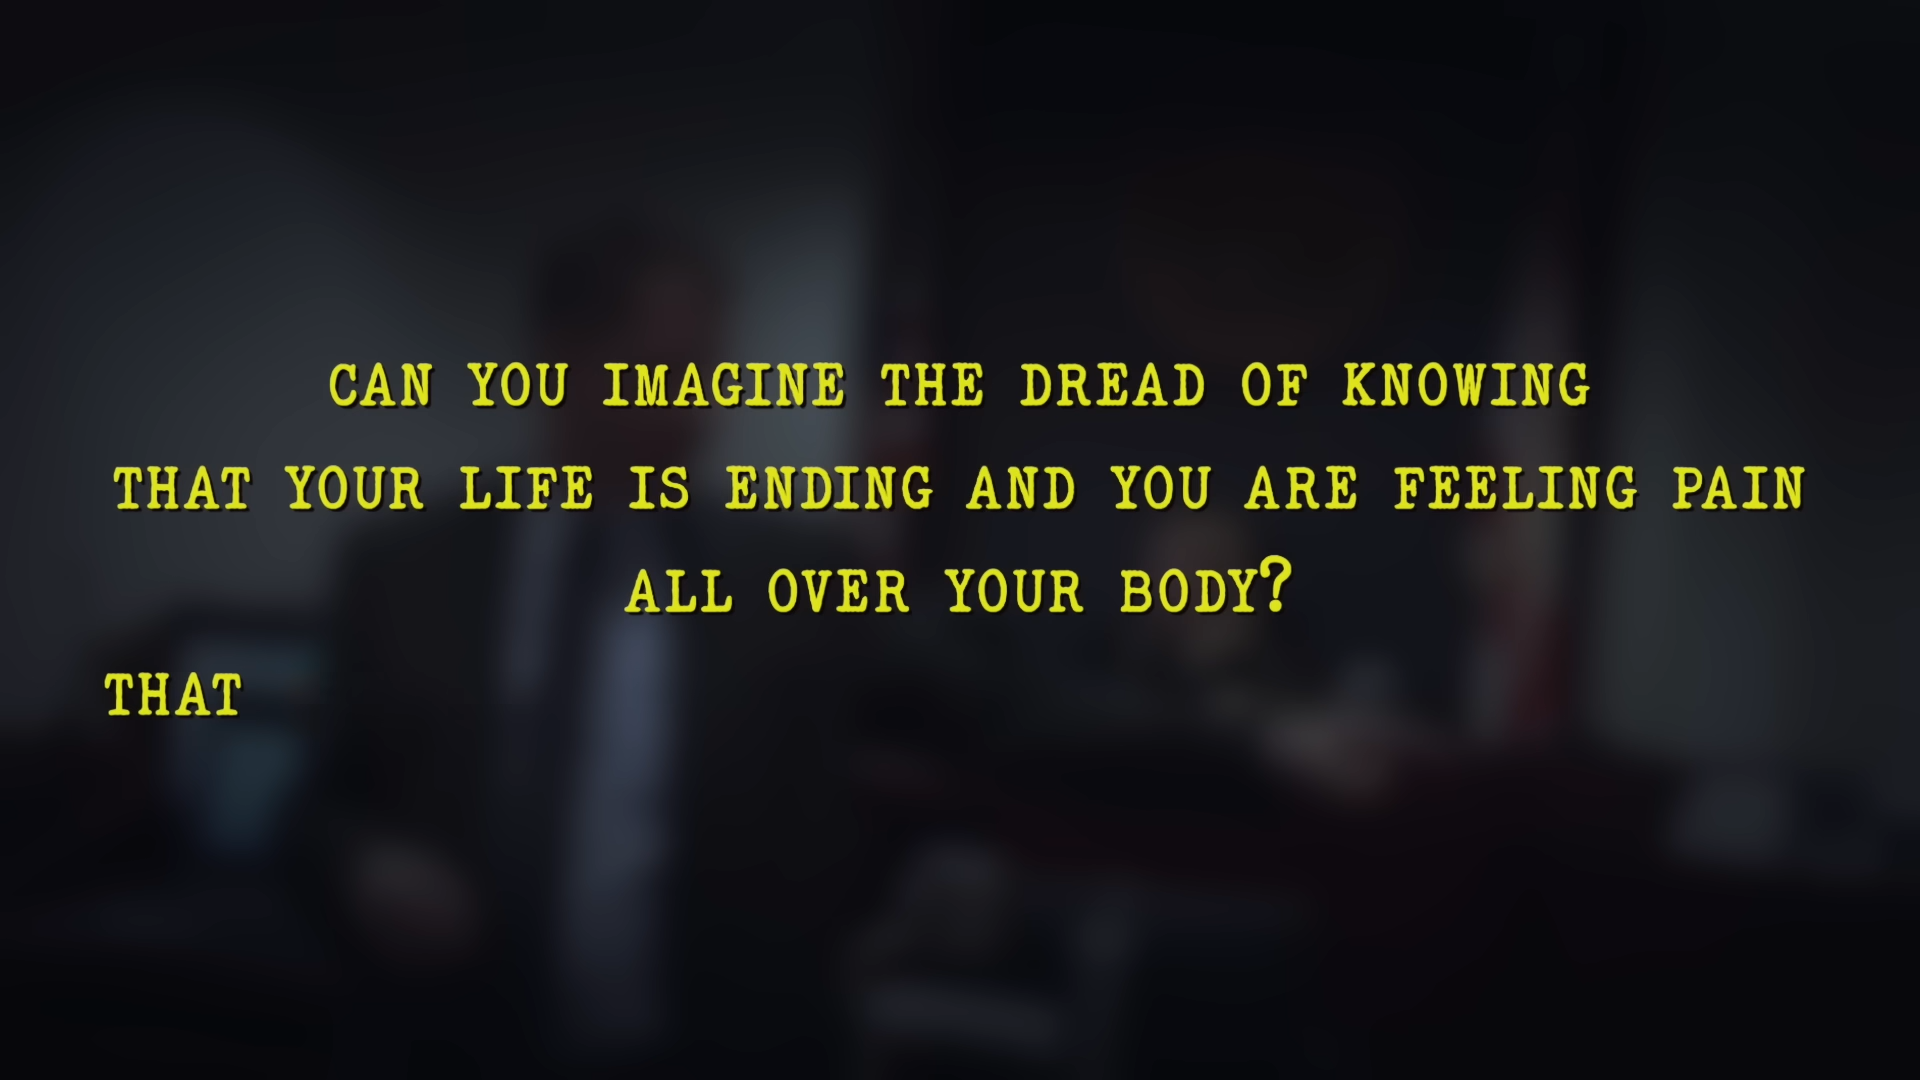 CAN YOU IMAGINE THE DREAD OF KNOWING
THAT YOUR LIFE IS ENDING AND YOU ARE FEELING PAIN
ALL OVER YOUR BODY?
THAT